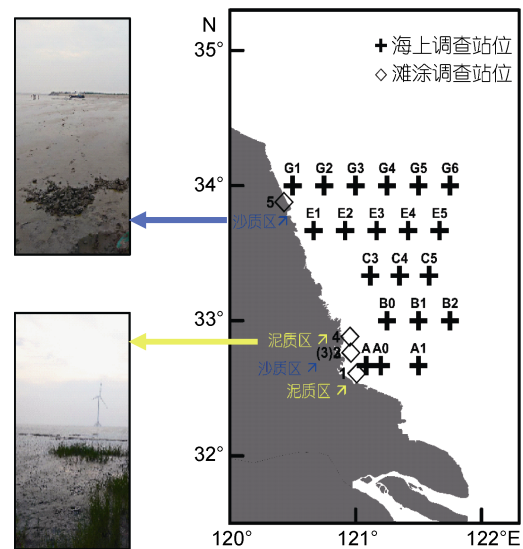 N
35°
海上调查站位
滩涂调查站位
34°
G1 G2 G3 G4 G5 G6
5
沙质区
E1 E2 E3 E4 E5
C3 C4 C5
33°
B0 B1 B2
泥质区
4
(3)2
沙质区
A A0 A1
1
泥质区
32°
120° 121° 122°E